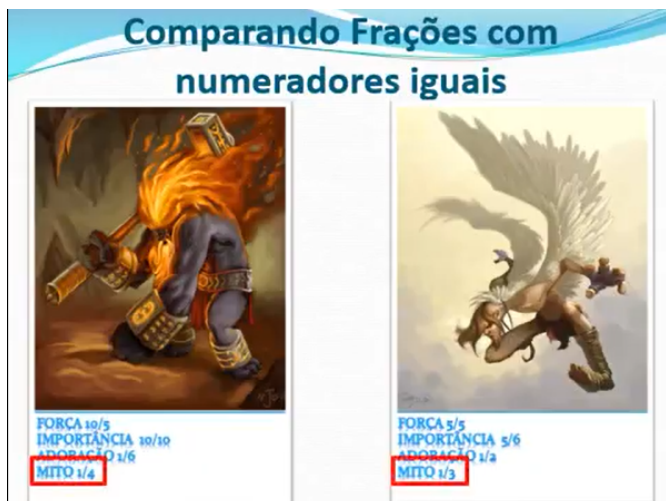 Comparando Frações com
numeradores iguais
FORÇA 10/5
IMPORTÂNCIA 10/10
ADORAÇÃO 1/6
MITO 1/4
FORÇA 5/5
IMPORTÂNCIA 5/6
ADORAÇÃO 1/2
MITO 1/3